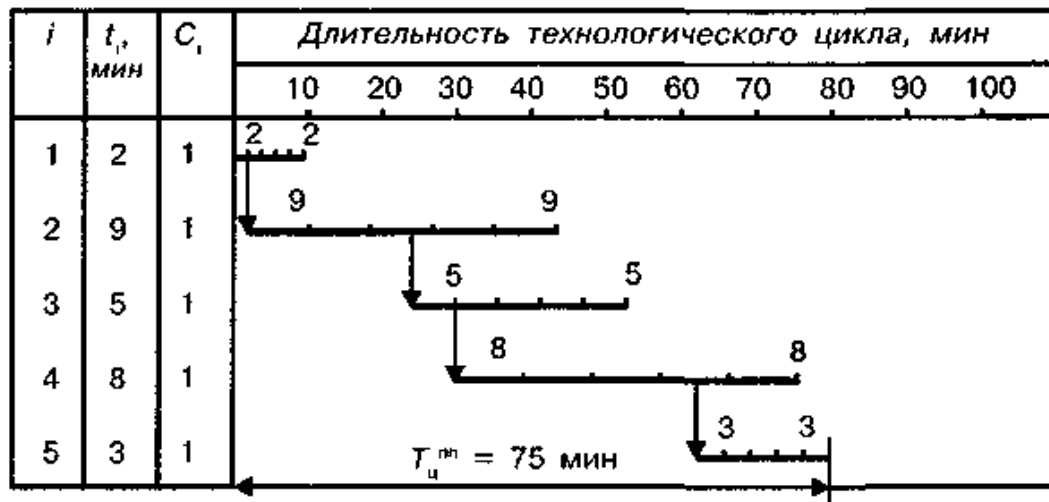 i t_i, мин C_i Длительность технологического цикла, мин
10 20 30 40 50 60 70 80 90 100
1 2 1 2 2
2 9 1 9 9
3 5 1 5 5
4 8 1 8 8
5 3 1 3 3
T_ц^пп = 75 мин